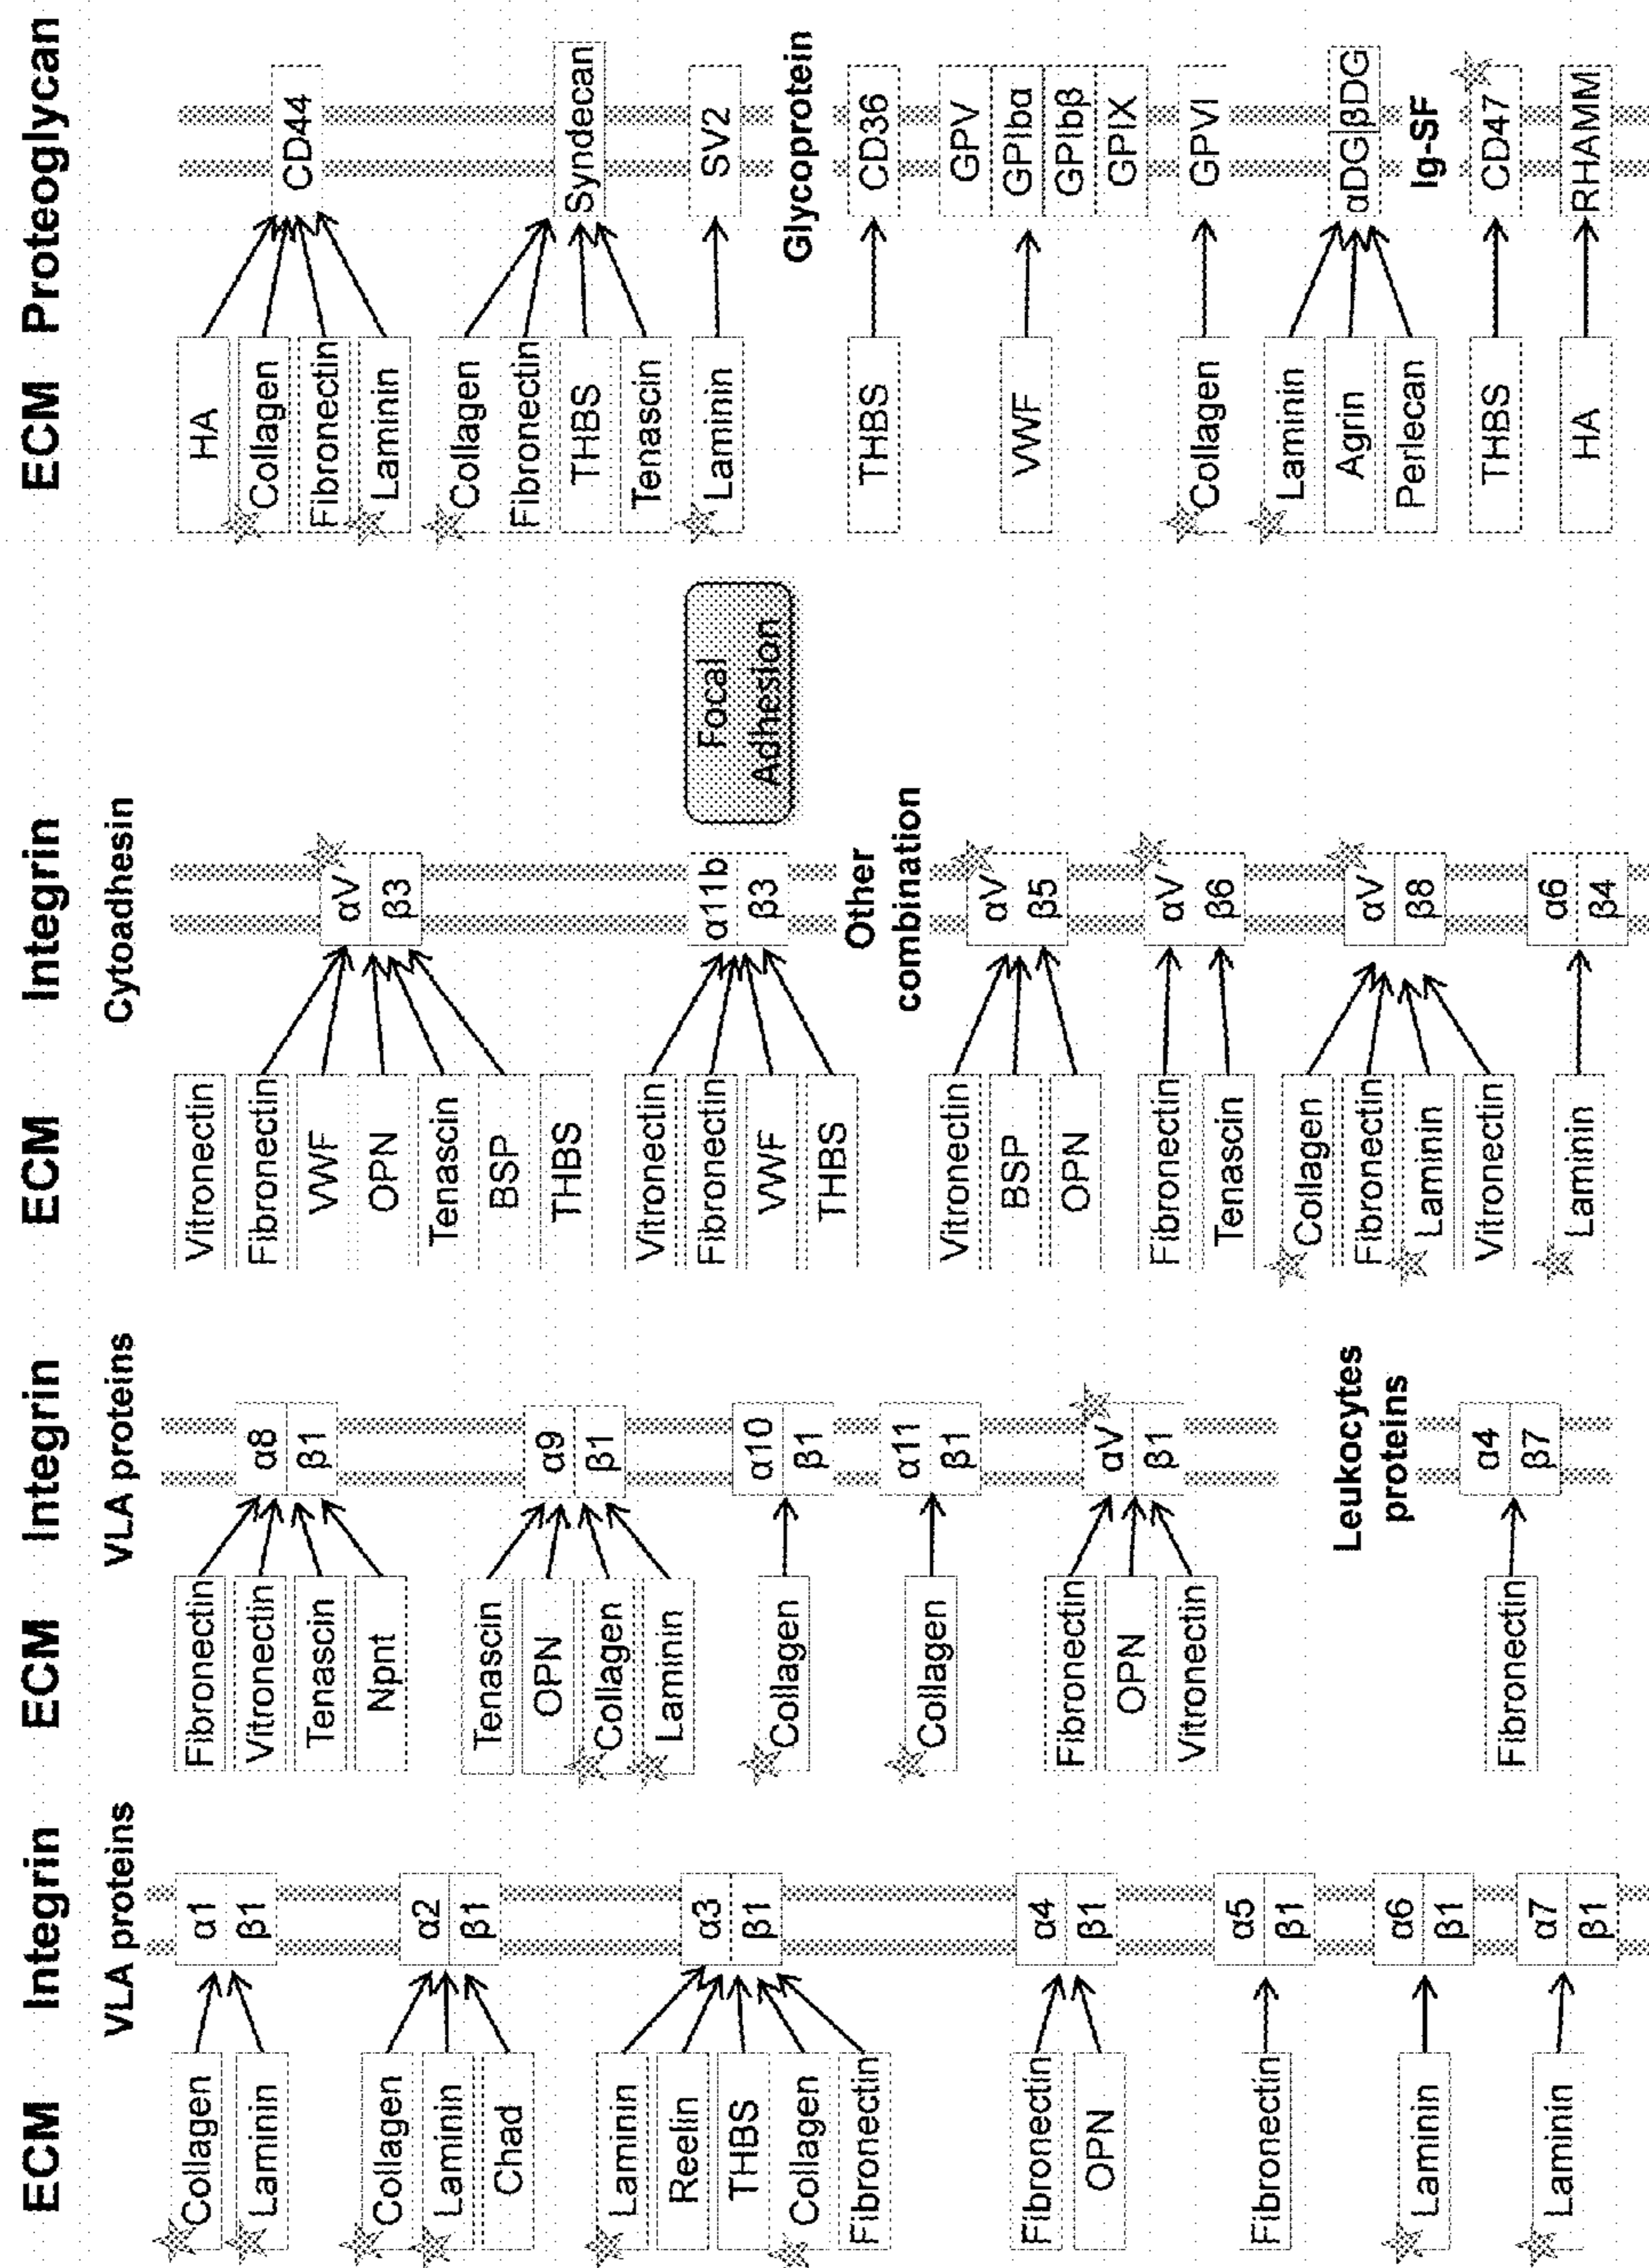 ECM Integrin
VLA proteins
Collagen
Laminin
α1
β1
Collagen
Laminin
Chad
α2
β1
Laminin
Reelin
THBS
Collagen
Fibronectin
α3
β1
Fibronectin
OPN
α4
β1
Fibronectin
α5
β1
Laminin
α6
β1
Laminin
α7
β1
ECM Integrin
VLA proteins
Fibronectin
Vitronectin
Tenascin
Npnt
α8
β1
Tenascin
OPN
Collagen
Laminin
α9
β1
Collagen
α10
β1
Collagen
α11
β1
Fibronectin
OPN
Vitronectin
αV
β1
Leukocytes
proteins
Fibronectin
α4
β7
ECM Integrin
Cytoadhesin
Vitronectin
Fibronectin
VWF
OPN
Tenascin
BSP
THBS
αV
β3
Vitronectin
Fibronectin
VWF
THBS
α11b
β3
Focal
Adhesion
Other
combination
Vitronectin
BSP
OPN
αV
β5
Fibronectin
Tenascin
αV
β6
Collagen
Fibronectin
Laminin
Vitronectin
αV
β8
Laminin
α6
β4
ECM Proteoglycan
HA
Collagen
Fibronectin
Laminin
CD44
Collagen
Fibronectin
THBS
Tenascin
Syndecan
Laminin
SV2
Glycoprotein
THBS
CD36
VWF
GPV
GPIbα
GPIbβ
GPIX
Collagen
GPVI
Laminin
Agrin
Perlecan
αDG βDG
Ig-SF
THBS
CD47
HA
RHAMM